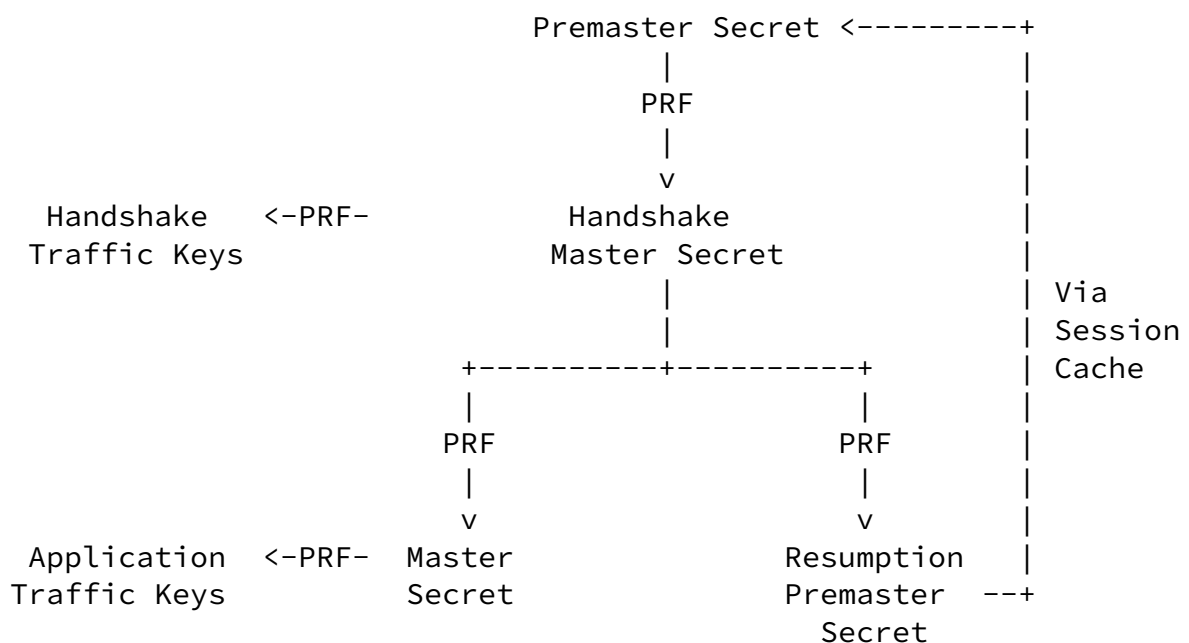 Premaster Secret <---------+
|                   |
PRF                  |
|                   |
v                   |
Handshake   <-PRF-           Handshake                |
Traffic Keys                 Master Secret             |
|                   | Via
|                   | Session
+----------+----------+        | Cache
|                     |        |
PRF                   PRF       |
|                     |        |
v                     v        |
Application  <-PRF-  Master               Resumption   |
Traffic Keys          Secret               Premaster  --+
Secret